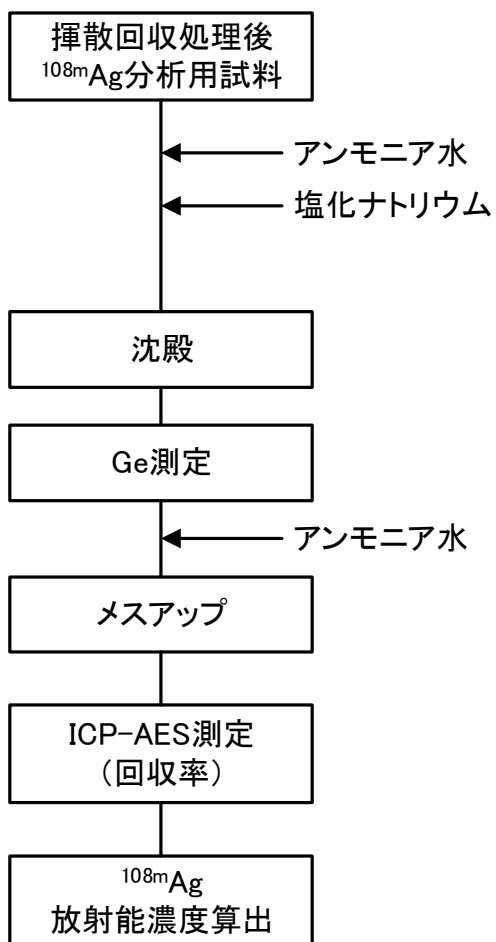 揮散回収処理後
108mAg分析用試料
アンモニア水
塩化ナトリウム
沈殿
Ge測定
アンモニア水
メスアップ
ICP-AES測定
（回収率）
108mAg
放射能濃度算出